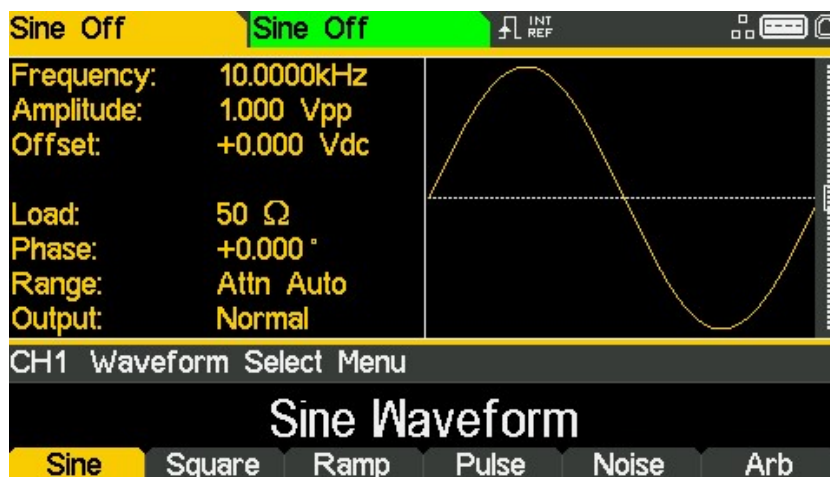 Sine Off Sine Off INT
REF
Frequency: 10.0000kHz
Amplitude: 1.000 Vpp
Offset: +0.000 Vdc
Load: 50 Ω
Phase: +0.000 °
Range: Attn Auto
Output: Normal
CH1 Waveform Select Menu
Sine Waveform
Sine Square Ramp Pulse Noise Arb